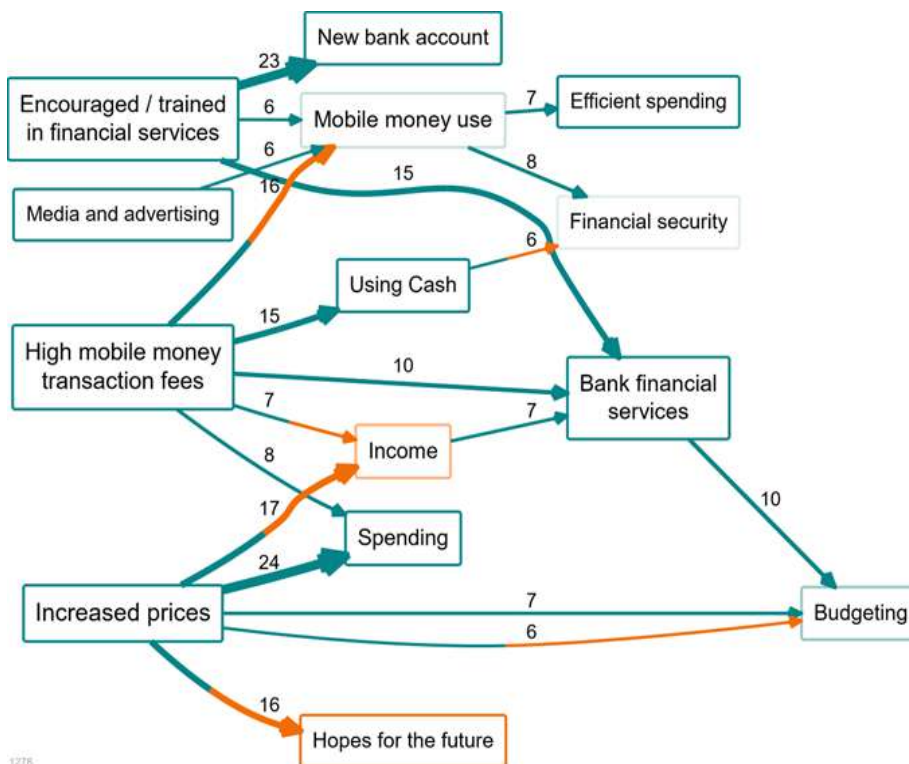 New bank account
23
Encouraged / trained
in financial services
6
Mobile money use
7
Efficient spending
6
8
15
16
Media and advertising
Financial security
6
Using Cash
15
High mobile money
transaction fees
10
Bank financial
services
7
7
Income
8
10
17
Spending
24
Increased prices
7
Budgeting
6
16
Hopes for the future
1276